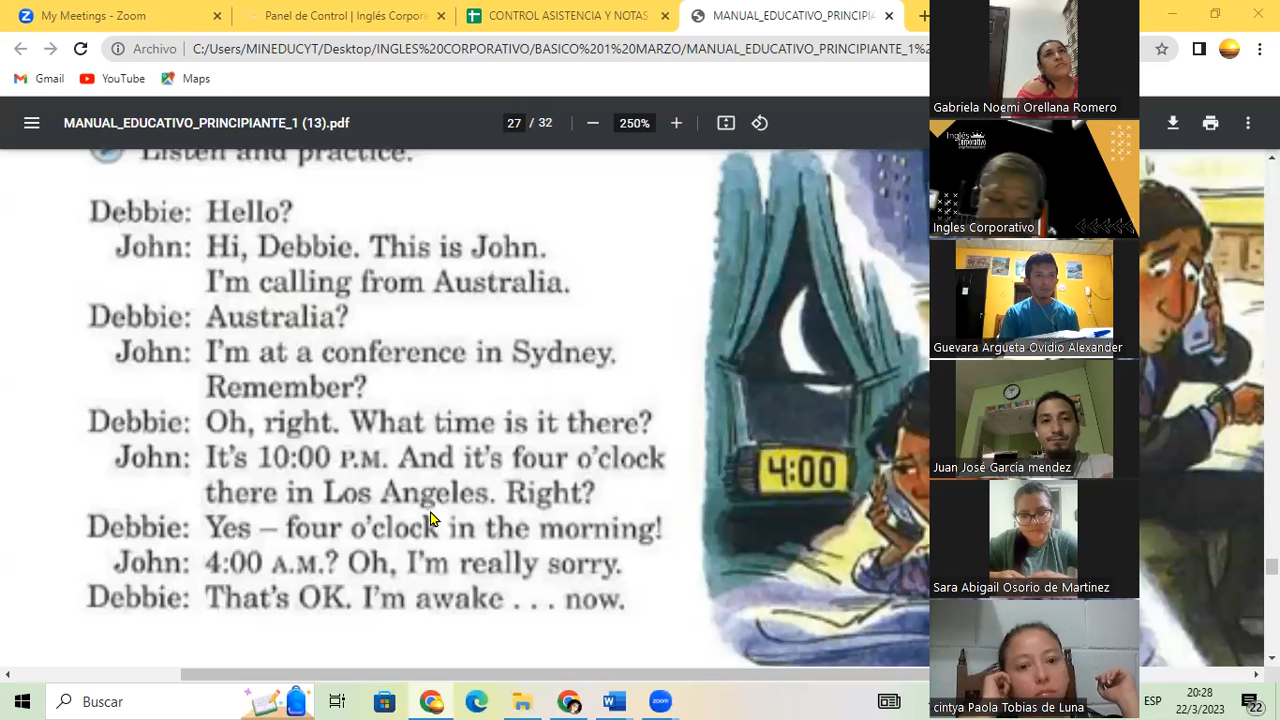 My Meetings - Zoom
Panel de Control | Inglés Corpor
CONTROL ASISTENCIA Y NOTAS
MANUAL_EDUCATIVO_PRINCIPIA
Archivo
C:/Users/MINEDUCYT/Desktop/INGLES%20CORPORATIVO/BASICO%201%20MARZO/MANUAL_EDUCATIVO_PRINCIPIANTE_1%
Gmail
YouTube
Maps
MANUAL_EDUCATIVO_PRINCIPIANTE_1 (13).pdf
27 / 32
250%
Listen and practice.
Debbie: Hello?
John: Hi, Debbie. This is John.
I'm calling from Australia.
Debbie: Australia?
John: I'm at a conference in Sydney.
Remember?
Debbie: Oh, right. What time is it there?
John: It's 10:00 P.M. And it's four o'clock
there in Los Angeles. Right?
Debbie: Yes – four o'clock in the morning!
John: 4:00 A.M.? Oh, I'm really sorry.
Debbie: That's OK. I'm awake . . . now.
4:00
Gabriela Noemi Orellana Romero
Inglés
Corporativo
Ingles Corporativo
Guevara Argueta Ovidio Alexander
Juan José García mendez
Sara Abigail Osorio de Martinez
cintya Paola Tobias de Luna
Buscar
ESP
20:28
22/3/2023
22